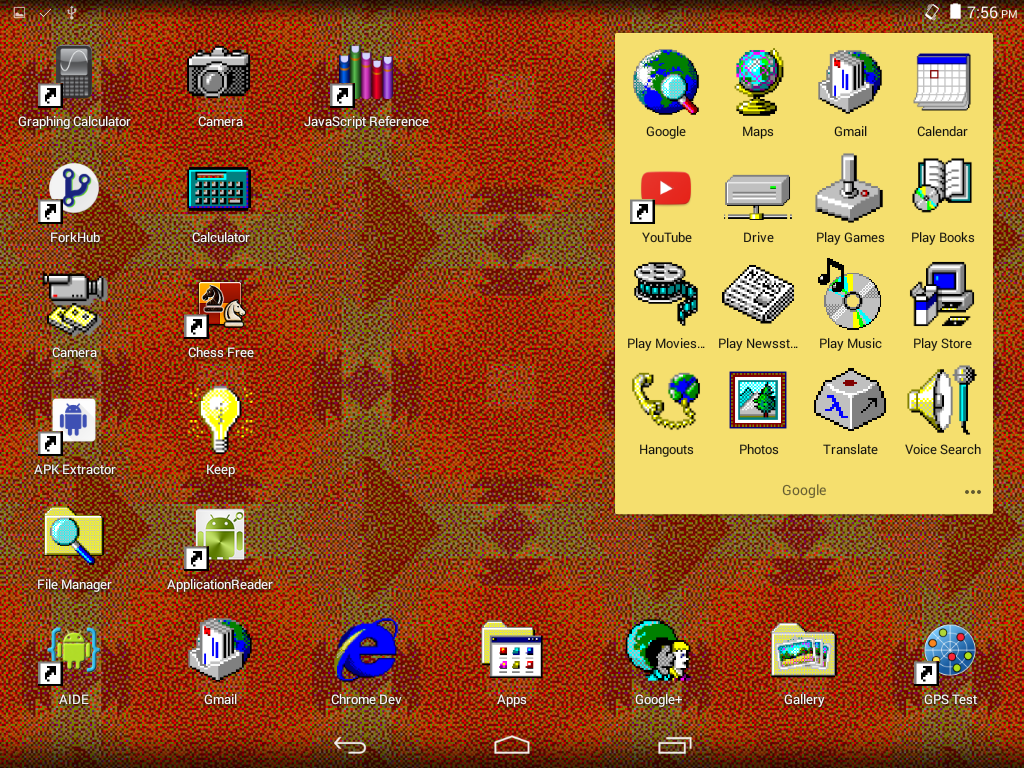 7:56 PM
Graphing Calculator
Camera
JavaScript Reference
Google
Maps
Gmail
Calendar
ForkHub
Calculator
YouTube
Drive
Play Games
Play Books
Camera
Chess Free
Play Movies...
Play Newsst...
Play Music
Play Store
APK Extractor
Keep
Hangouts
Photos
Translate
Voice Search
Google
File Manager
ApplicationReader
AIDE
Gmail
Chrome Dev
Apps
Google+
Gallery
GPS Test